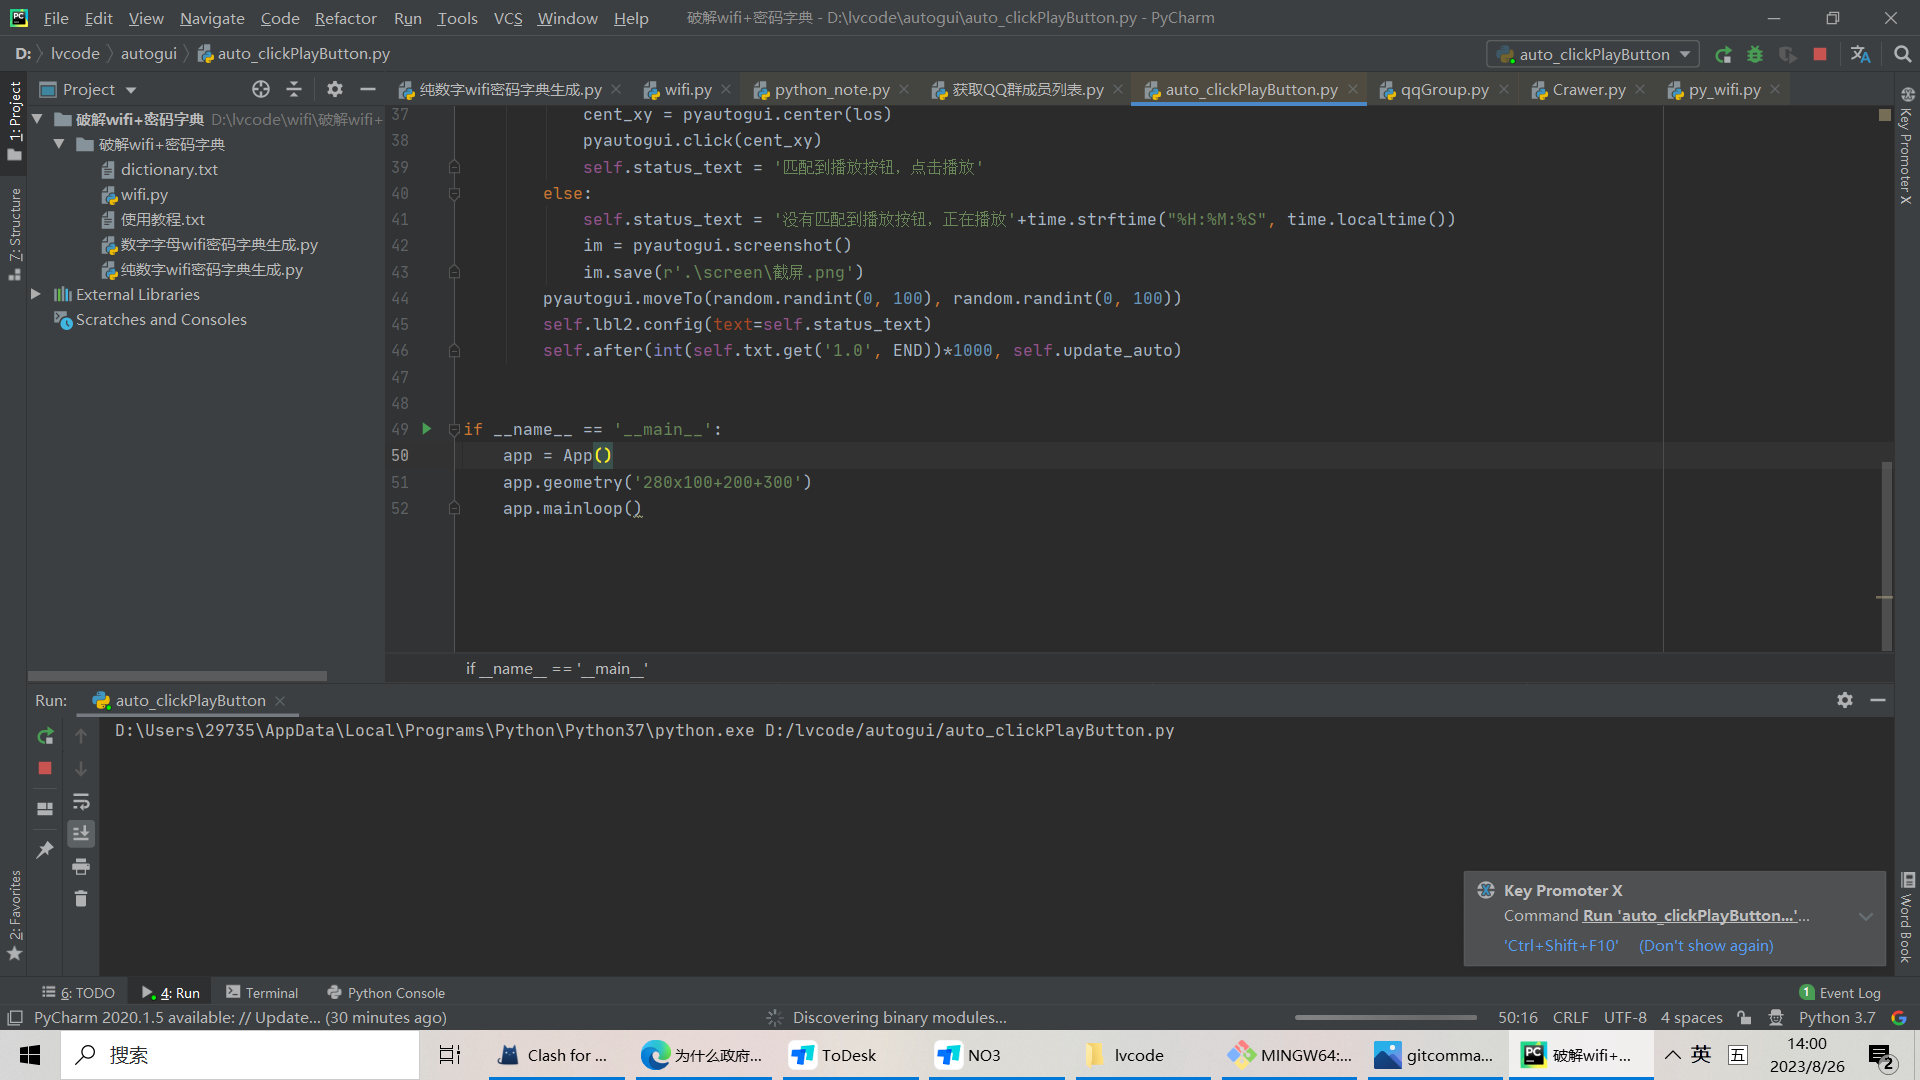 File Edit View Navigate Code Refactor Run Tools VCS Window Help 破解wifi+密码字典 - D:\lvcode\autogui\auto_clickPlayButton.py - PyCharm
D: lvcode autogui auto_clickPlayButton.py auto_clickPlayButton
Project 纯数字wifi密码字典生成.py wifi.py python_note.py 获取QQ群成员列表.py auto_clickPlayButton.py qqGroup.py Crawer.py py_wifi.py
1: Project
7: Structure
2: Favorites
破解wifi+密码字典 D:\lvcode\wifi\破解wifi+
破解wifi+密码字典
dictionary.txt
wifi.py
使用教程.txt
数字字母wifi密码字典生成.py
纯数字wifi密码字典生成.py
External Libraries
Scratches and Consoles
37 cent_xy = pyautogui.center(los)
38 pyautogui.click(cent_xy)
39 self.status_text = '匹配到播放按钮，点击播放'
40 else:
41 self.status_text = '没有匹配到播放按钮，正在播放'+time.strftime("%H:%M:%S", time.localtime())
42 im = pyautogui.screenshot()
43 im.save(r'.\screen\截屏.png')
44 pyautogui.moveTo(random.randint(0, 100), random.randint(0, 100))
45 self.lbl2.config(text=self.status_text)
46 self.after(int(self.txt.get('1.0', END))*1000, self.update_auto)
47
48
49 if __name__ == '__main__':
50 app = App()
51 app.geometry('280x100+200+300')
52 app.mainloop()
if __name__ == '__main__'
Key Promoter X
Word Book
Run: auto_clickPlayButton
D:\Users\29735\AppData\Local\Programs\Python\Python37\python.exe D:/lvcode/autogui/auto_clickPlayButton.py
Key Promoter X
Command Run 'auto_clickPlayButton...'...
'Ctrl+Shift+F10' (Don't show again)
6: TODO 4: Run Terminal Python Console 1 Event Log
PyCharm 2020.1.5 available: // Update... (30 minutes ago) Discovering binary modules... 50:16 CRLF UTF-8 4 spaces Python 3.7
搜索 Clash for ... 为什么政府... ToDesk NO3 lvcode MINGW64:... gitcomma... 破解wifi+... 英 五 14:00
2023/8/26 2